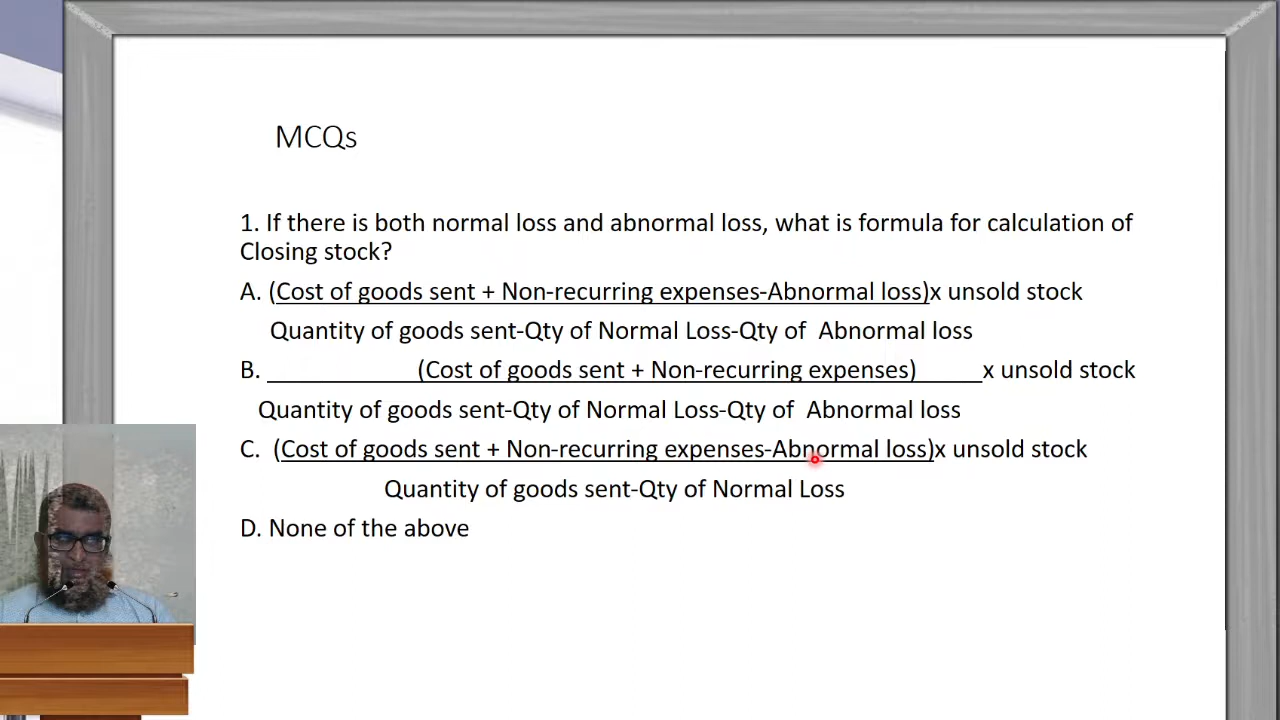 MCQs
1. If there is both normal loss and abnormal loss, what is formula for calculation of
Closing stock?
A. (Cost of goods sent + Non-recurring expenses-Abnormal loss)x unsold stock
Quantity of goods sent-Qty of Normal Loss-Qty of Abnormal loss
B. (Cost of goods sent + Non-recurring expenses) x unsold stock
Quantity of goods sent-Qty of Normal Loss-Qty of Abnormal loss
C. (Cost of goods sent + Non-recurring expenses-Abnormal loss)x unsold stock
Quantity of goods sent-Qty of Normal Loss
D. None of the above